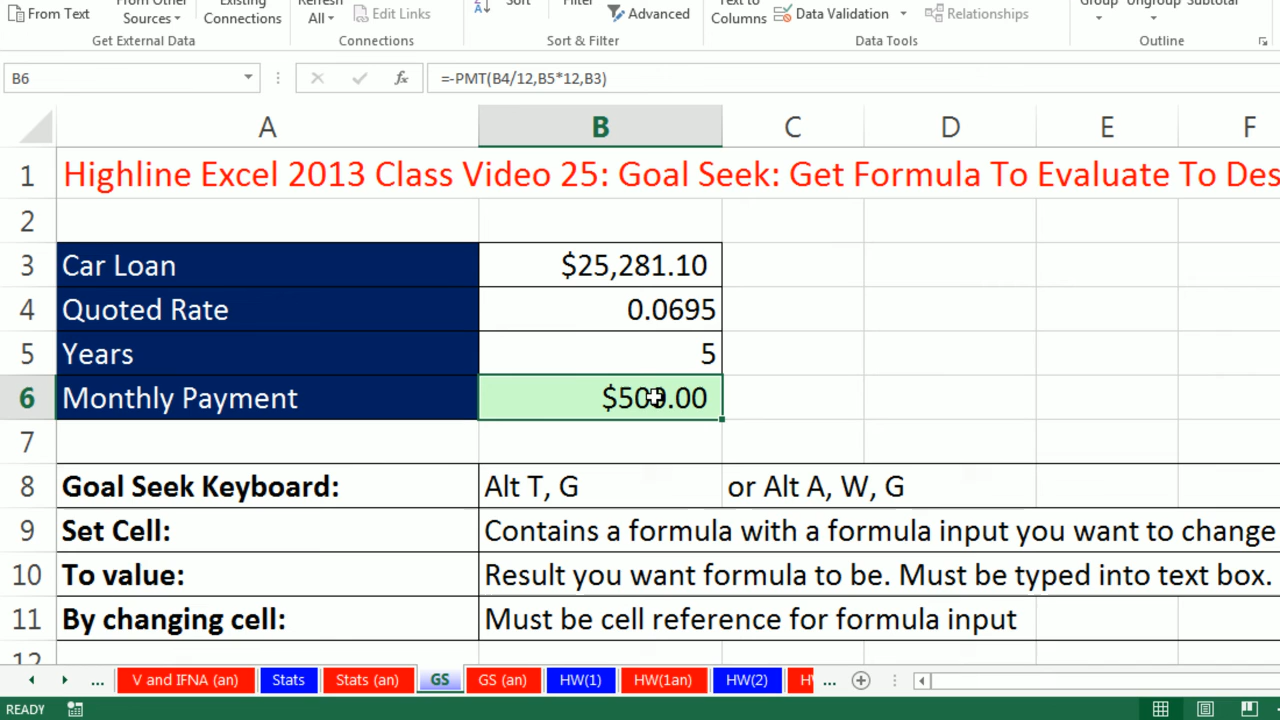 From Text
From Other
Sources
Existing
Connections
Refresh
All
Edit Links
Sort
Filter
Advanced
Text to
Columns
Data Validation
Relationships
Group
Ungroup
Subtotal
Get External Data
Connections
Sort & Filter
Data Tools
Outline
B6
fx
=-PMT(B4/12,B5*12,B3)
A B C D E F
1 Highline Excel 2013 Class Video 25: Goal Seek: Get Formula To Evaluate To Des
2
3 Car Loan $25,281.10
4 Quoted Rate 0.0695
5 Years 5
6 Monthly Payment $500.00
7
8 Goal Seek Keyboard: Alt T, G or Alt A, W, G
9 Set Cell: Contains a formula with a formula input you want to change
10 To value: Result you want formula to be. Must be typed into text box.
11 By changing cell: Must be cell reference for formula input
12
... V and IFNA (an) Stats Stats (an) GS GS (an) HW(1) HW(1an) HW(2) ...
READY